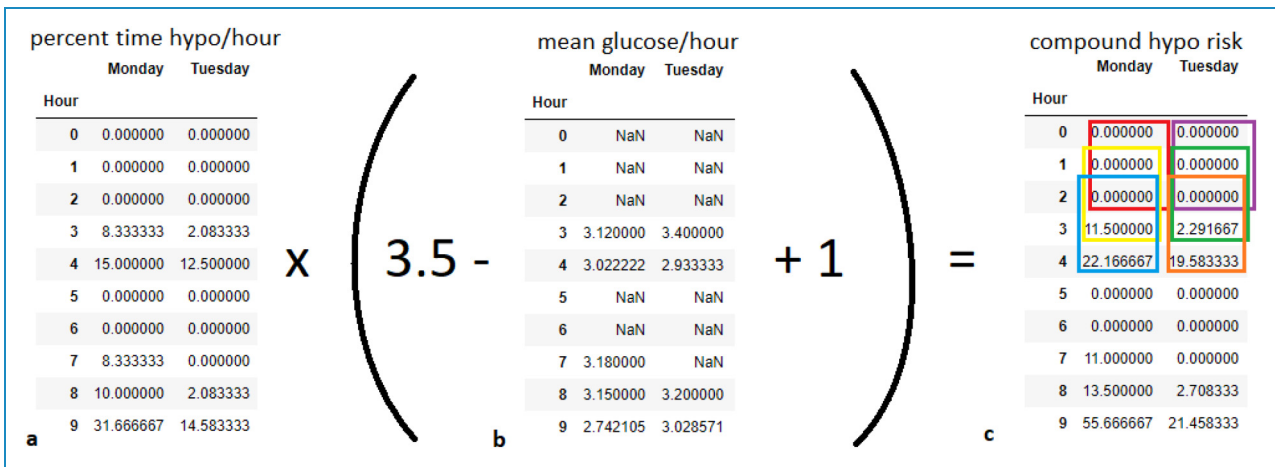 percent time hypo/hour
Monday Tuesday
Hour
0 0.000000 0.000000
1 0.000000 0.000000
2 0.000000 0.000000
3 8.333333 2.083333
4 15.000000 12.500000
5 0.000000 0.000000
6 0.000000 0.000000
7 8.333333 0.000000
8 10.000000 2.083333
9 31.666667 14.583333
a
x
( 3.5 -
mean glucose/hour
Monday Tuesday
Hour
0 NaN NaN
1 NaN NaN
2 NaN NaN
3 3.120000 3.400000
4 3.022222 2.933333
5 NaN NaN
6 NaN NaN
7 3.180000 NaN
8 3.150000 3.200000
9 2.742105 3.028571
b
+ 1 )
=
compound hypo risk
Monday Tuesday
Hour
0 0.000000 0.000000
1 0.000000 0.000000
2 0.000000 0.000000
3 11.500000 2.291667
4 22.166667 19.583333
5 0.000000 0.000000
6 0.000000 0.000000
7 11.000000 0.000000
8 13.500000 2.708333
9 55.666667 21.458333
c